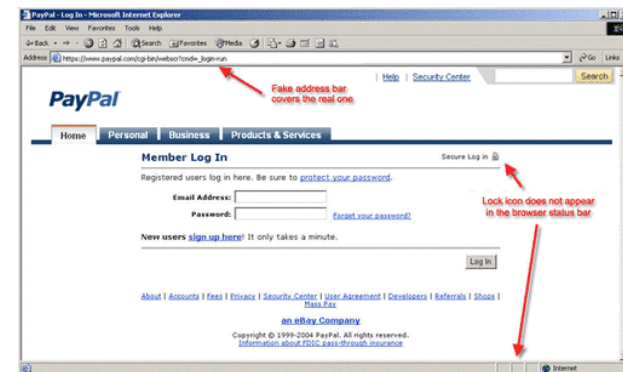 PayPal - Log In - Microsoft Internet Explorer
File Edit View Favorites Tools Help
Back Search Favorites Media
Address https://www.paypal.com/cgi-bin/webscr?cmd=_login-run Go Links
Fake address bar
covers the real one
Help | Security Center Search
PayPal
Home Personal Business Products & Services
Member Log In Secure Log in
Registered users log in here. Be sure to protect your password.
Email Address:
Password: Forget your password?
New users sign up here! It only takes a minute.
Log In
Lock icon does not appear
in the browser status bar
About | Accounts | Fees | Privacy | Security Center | User Agreement | Developers | Referrals | Shops |
Mass Pay
an eBay Company
Copyright © 1999-2004 PayPal. All rights reserved.
Information about FDIC pass-through insurance
Internet